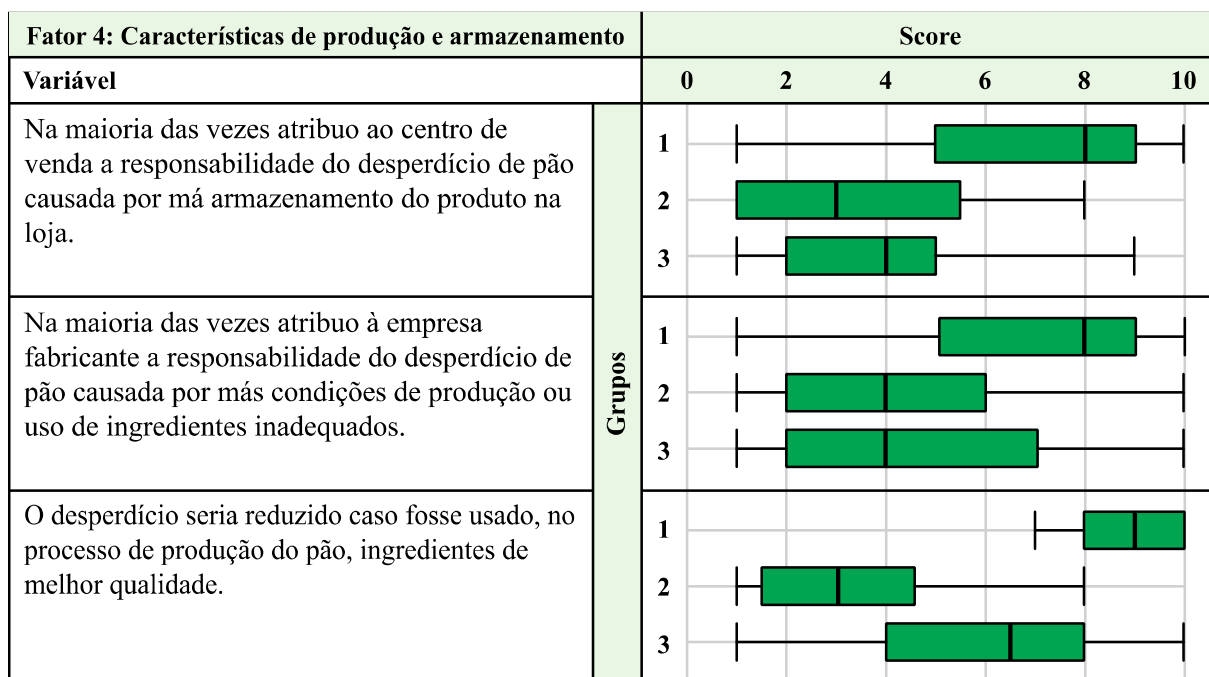 Fator 4: Características de produção e armazenamento
Score
Variável
0 2 4 6 8 10
Na maioria das vezes atribuo ao centro de
venda a responsabilidade do desperdício de pão
causada por má armazenamento do produto na
loja.
1
2
3
Na maioria das vezes atribuo à empresa
fabricante a responsabilidade do desperdício de
pão causada por más condições de produção ou
uso de ingredientes inadequados.
Grupos
1
2
3
O desperdício seria reduzido caso fosse usado, no
processo de produção do pão, ingredientes de
melhor qualidade.
1
2
3